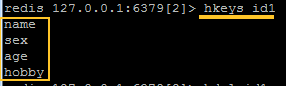 redis 127.0.0.1:6379[2]> hkeys id1
name
sex
age
hobby